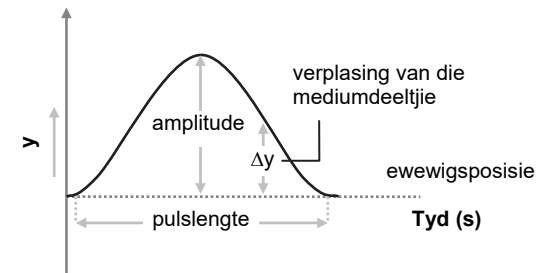 verplasing van die
mediumdeeltjie
amplitude
y
Δy
ewewigsposisie
pulslengte
Tyd (s)